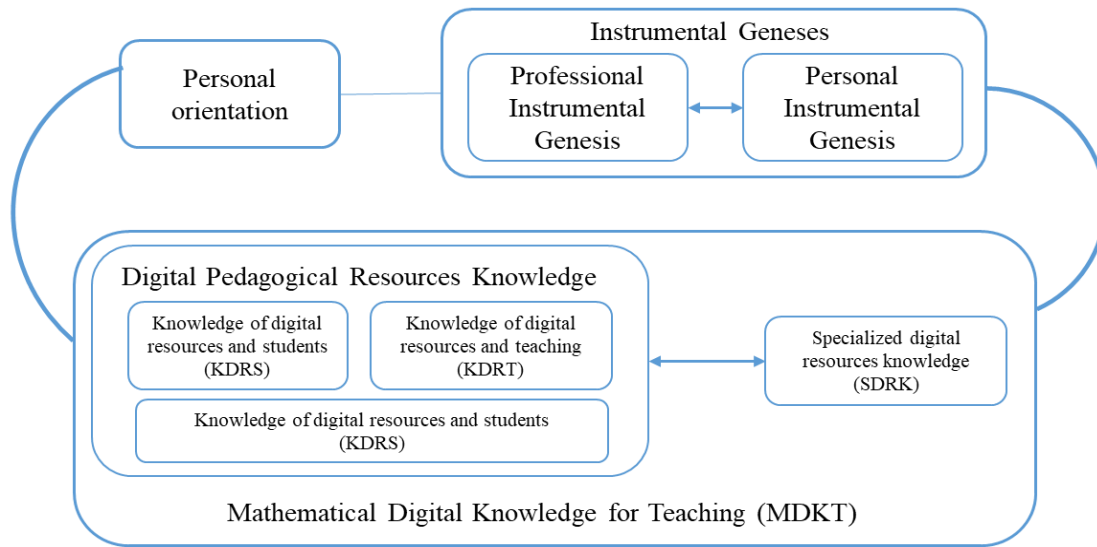 Personal
orientation
Instrumental Geneses
Professional
Instrumental
Genesis
Personal
Instrumental
Genesis
Digital Pedagogical Resources Knowledge
Knowledge of digital
resources and students
(KDRS)
Knowledge of digital
resources and teaching
(KDRT)
Knowledge of digital resources and students
(KDRS)
Specialized digital
resources knowledge
(SDRK)
Mathematical Digital Knowledge for Teaching (MDKT)